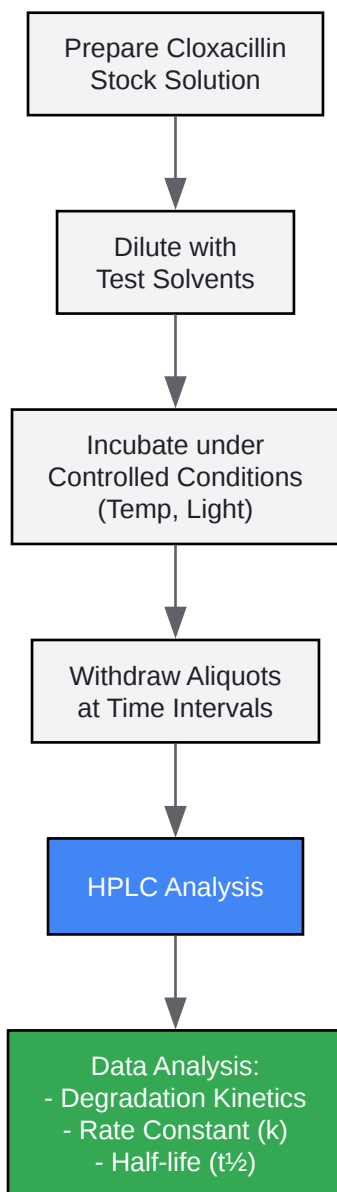 Prepare Cloxacillin
Stock Solution
Dilute with
Test Solvents
Incubate under
Controlled Conditions
(Temp, Light)
Withdraw Aliquots
at Time Intervals
HPLC Analysis
Data Analysis:
- Degradation Kinetics
- Rate Constant (k)
- Half-life (t½)